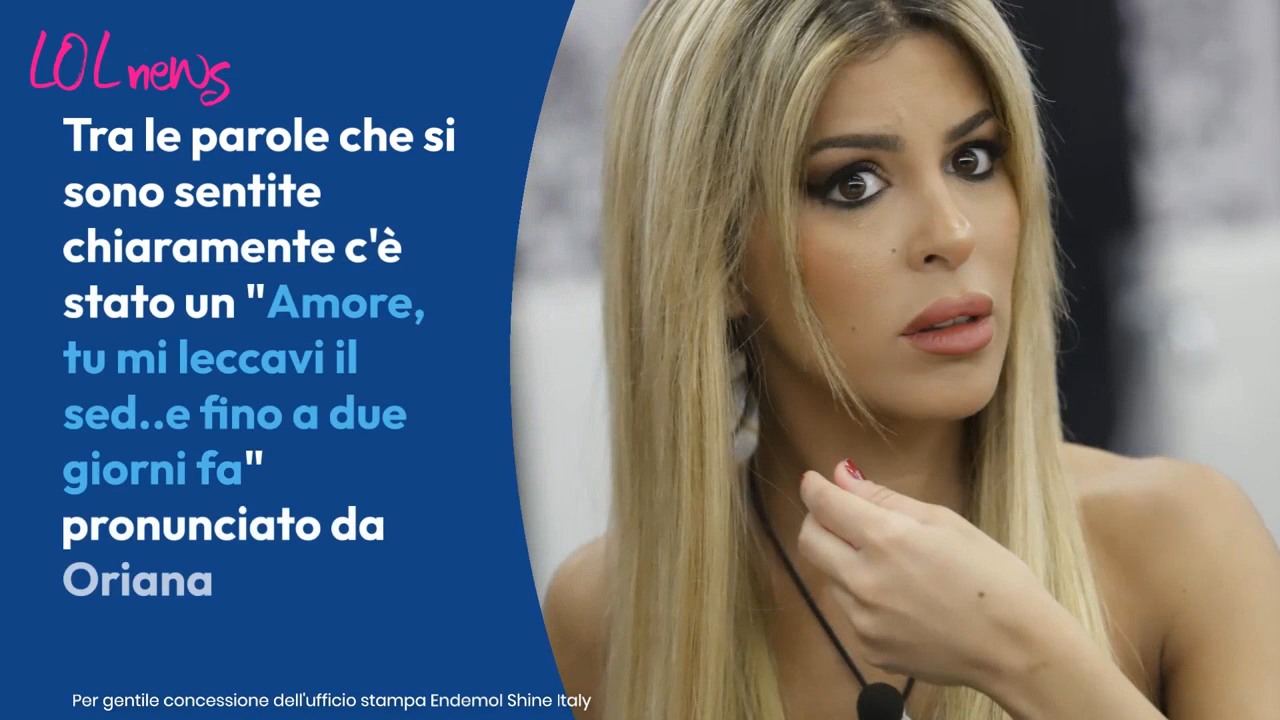 LOL news
Tra le parole che si
sono sentite
chiaramente c'è
stato un "Amore,
tu mi leccavi il
sed..e fino a due
giorni fa"
pronunciato da
Oriana
Per gentile concessione dell'ufficio stampa Endemol Shine Italy